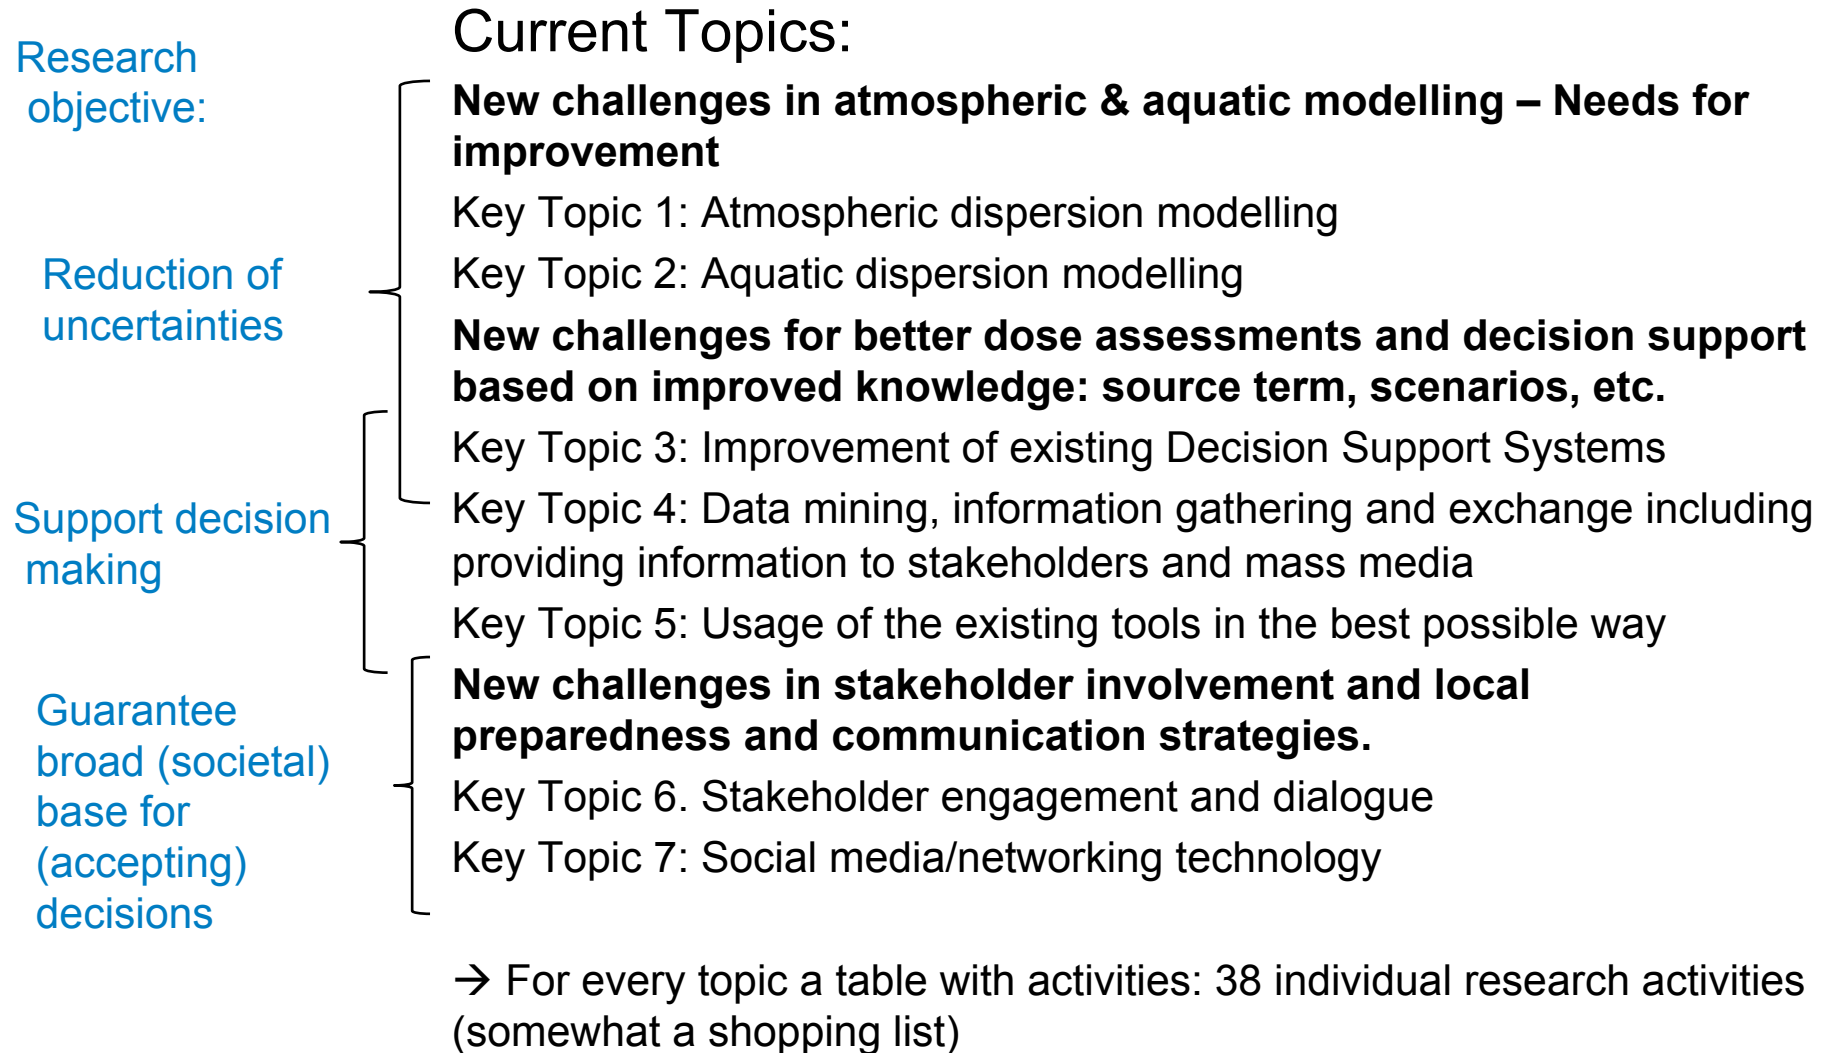 Research
objective:
Reduction of
uncertainties
Support decision
making
Guarantee
broad (societal)
base for
(accepting)
decisions
Current Topics:
New challenges in atmospheric & aquatic modelling – Needs for
improvement
Key Topic 1: Atmospheric dispersion modelling
Key Topic 2: Aquatic dispersion modelling
New challenges for better dose assessments and decision support
based on improved knowledge: source term, scenarios, etc.
Key Topic 3: Improvement of existing Decision Support Systems
Key Topic 4: Data mining, information gathering and exchange including
providing information to stakeholders and mass media
Key Topic 5: Usage of the existing tools in the best possible way
New challenges in stakeholder involvement and local
preparedness and communication strategies.
Key Topic 6. Stakeholder engagement and dialogue
Key Topic 7: Social media/networking technology
→ For every topic a table with activities: 38 individual research activities
(somewhat a shopping list)